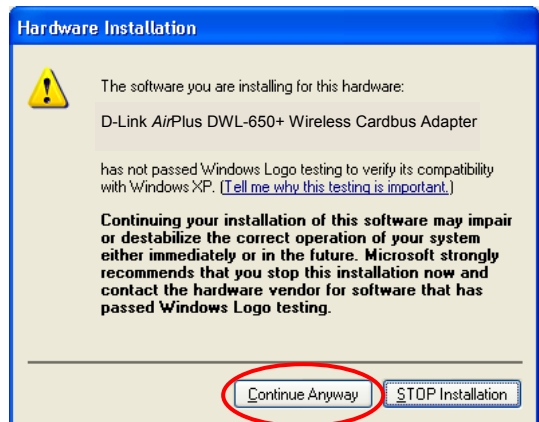 Hardware Installation
The software you are installing for this hardware:
D-Link AirPlus DWL-650+ Wireless Cardbus Adapter
has not passed Windows Logo testing to verify its compatibility
with Windows XP. (Tell me why this testing is important.)
Continuing your installation of this software may impair
or destabilize the correct operation of your system
either immediately or in the future. Microsoft strongly
recommends that you stop this installation now and
contact the hardware vendor for software that has
passed Windows Logo testing.
Continue Anyway
STOP Installation